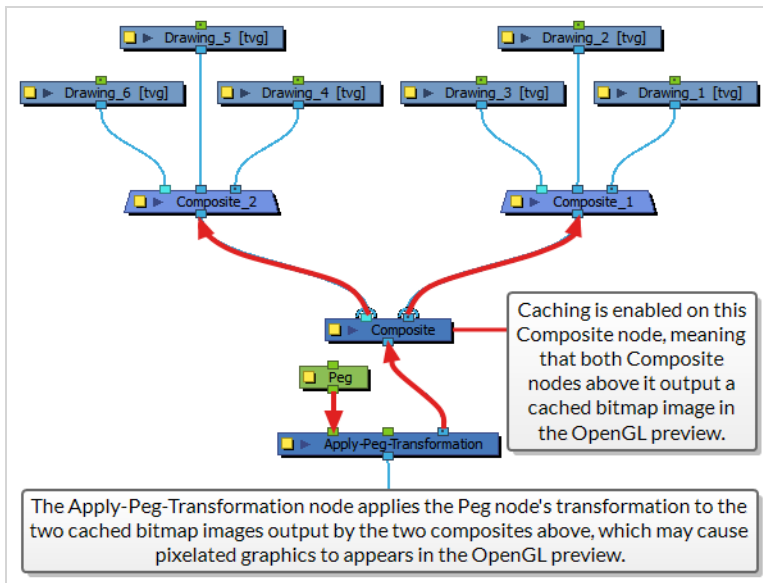 Drawing_5 [tvg]
Drawing_2 [tvg]
Drawing_6 [tvg]
Drawing_4 [tvg]
Drawing_3 [tvg]
Drawing_1 [tvg]
Composite_2
Composite_1
Composite
Caching is enabled on this
Composite node, meaning
that both Composite
nodes above it output a
cached bitmap image in
the OpenGL preview.
Peg
Apply-Peg-Transformation
The Apply-Peg-Transformation node applies the Peg node's transformation to the
two cached bitmap images output by the two composites above, which may cause
pixelated graphics to appears in the OpenGL preview.